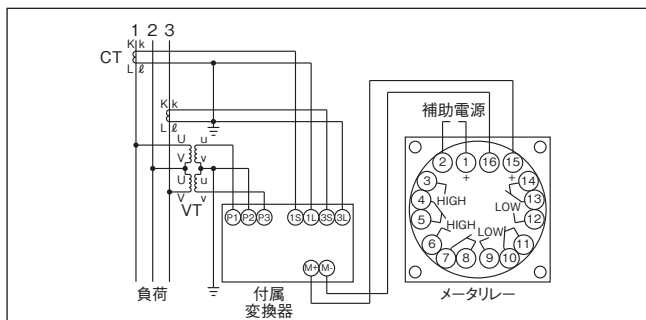 1 2 3
K k
CT
L ℓ
K k
L ℓ
U u
V v
U u
V v
VT
P1 P2 P3 1S 1L 3S 3L
M+ M-
負荷
付属
変換器
補助電源
2 1 16 15
+ +
3 14
4 HIGH 13
LOW
5 12
HIGH LOW
6 11
7 8 9 10
メータリレー